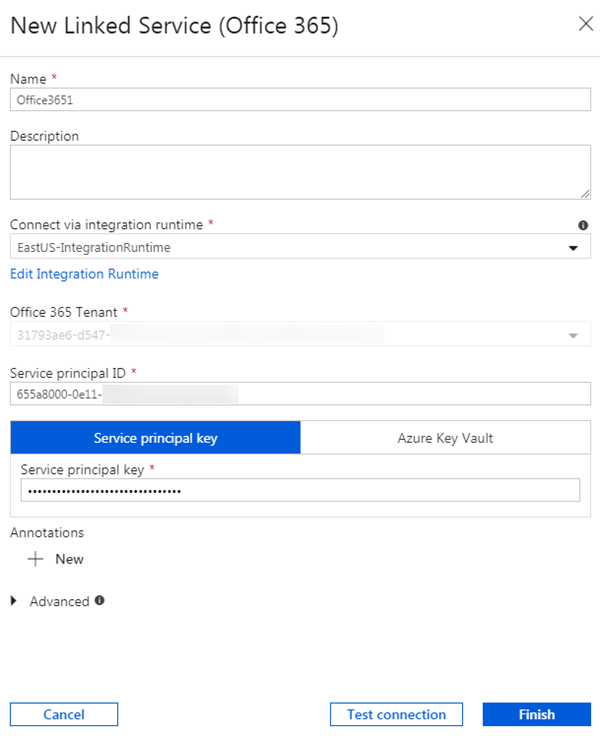 New Linked Service (Office 365)
Name *
Office3651
Description
Connect via integration runtime *
EastUS-IntegrationRuntime
Edit Integration Runtime
Office 365 Tenant *
31793ae6-d547-
Service principal ID *
655a8000-0e11-
Service principal key
Azure Key Vault
Service principal key *
••••••••••••••••••••••••••••••••
Annotations
New
Advanced
Cancel
Test connection
Finish